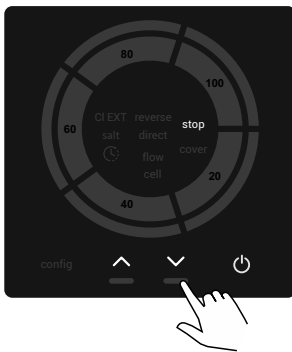 80
100
Cl EXT reverse
stop
salt direct
60
cover
flow
20
cell
40
config